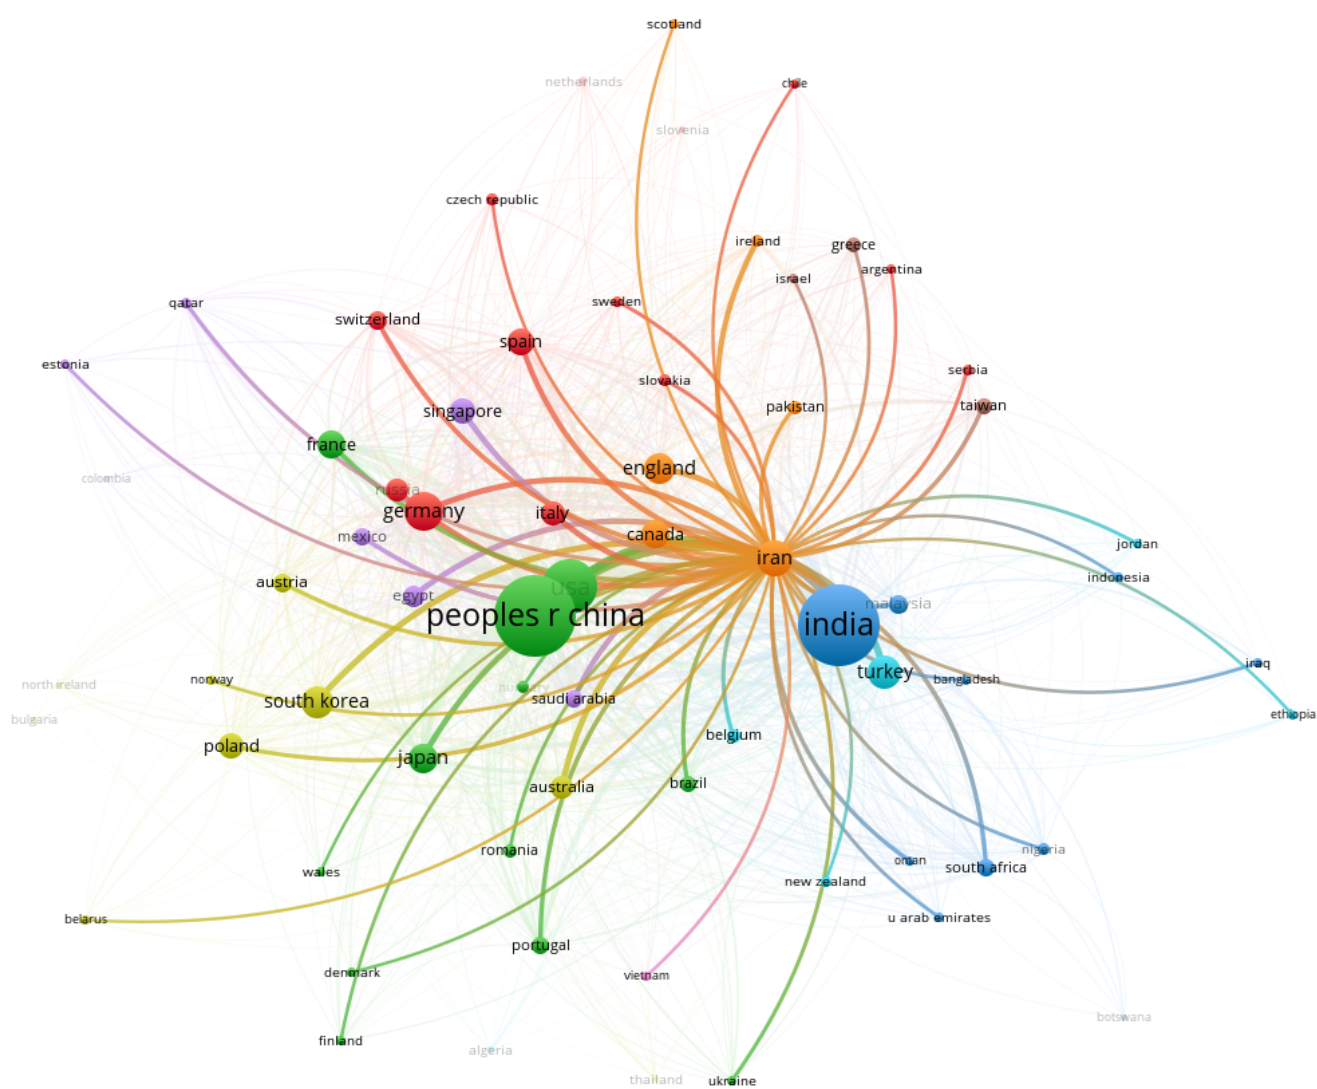 scotland
netherlands
chile
slovenia
czech republic
ireland
greece
argentina
israel
qatar
sweden
switzerland
spain
estonia
slovakia
serbia
pakistan
taiwan
singapore
france
england
colombia
russia
germany
italy
mexico
canada
jordan
iran
indonesia
austria
usa
egypt
malaysia
peoples r china
india
iraq
turkey
norway
bangladesh
north ireland
saudi arabia
south korea
ethiopia
bulgaria
belgium
poland
japan
brazil
australia
romania
nigeria
oman
wales
south africa
new zealand
belarus
u arab emirates
portugal
denmark
vietnam
botswana
finland
algeria
thailand
ukraine